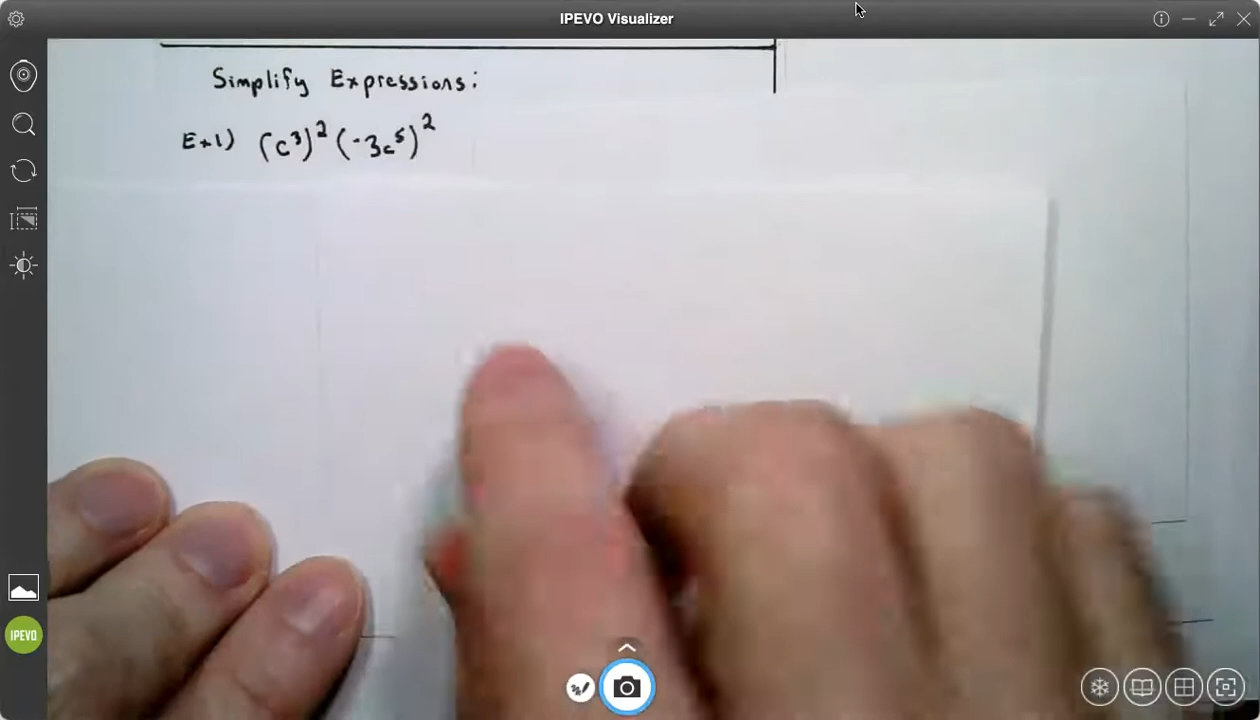 IPEVO Visualizer
Simplify Expressions:
Ex1) (c³)² (-3c⁵)²
IPEVO